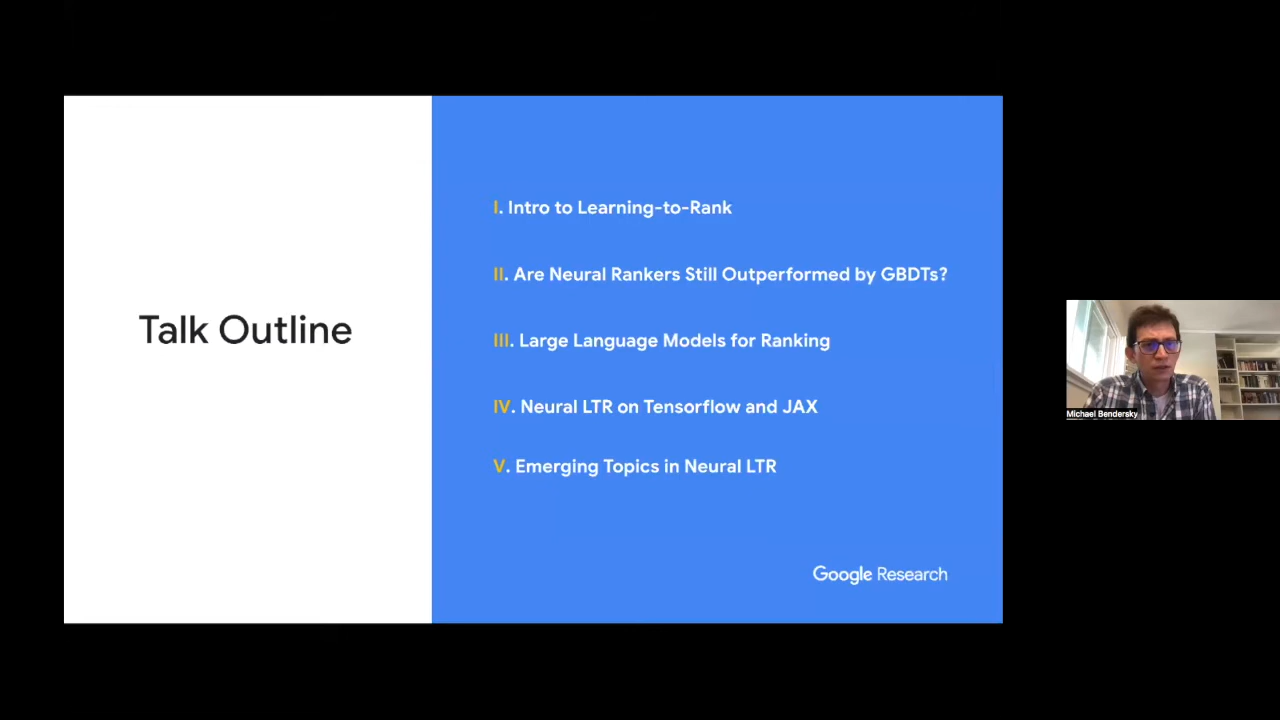 Talk Outline
I. Intro to Learning-to-Rank
II. Are Neural Rankers Still Outperformed by GBDTs?
III. Large Language Models for Ranking
IV. Neural LTR on Tensorflow and JAX
V. Emerging Topics in Neural LTR
Google Research
Michael Bendersky